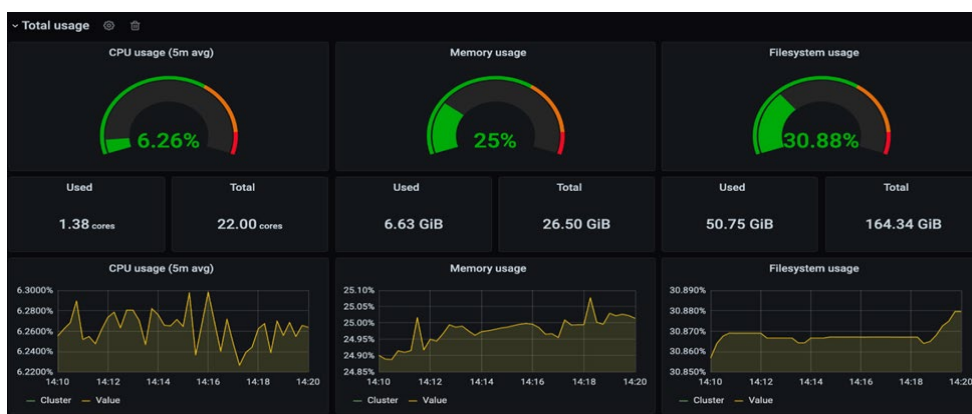 Total usage
CPU usage (5m avg)
6.26%
Memory usage
25%
Filesystem usage
30.88%
Used
1.38 cores
Total
22.00 cores
Used
6.63 GiB
Total
26.50 GiB
Used
50.75 GiB
Total
164.34 GiB
CPU usage (5m avg)
6.3000%
6.2800%
6.2600%
6.2400%
6.2200%
14:10 14:12 14:14 14:16 14:18 14:20
Cluster Value
Memory usage
25.10%
25.05%
25.00%
24.95%
24.90%
24.85%
14:10 14:12 14:14 14:16 14:18 14:20
Cluster Value
Filesystem usage
30.890%
30.880%
30.870%
30.860%
30.850%
14:10 14:12 14:14 14:16 14:18 14:20
Cluster Value